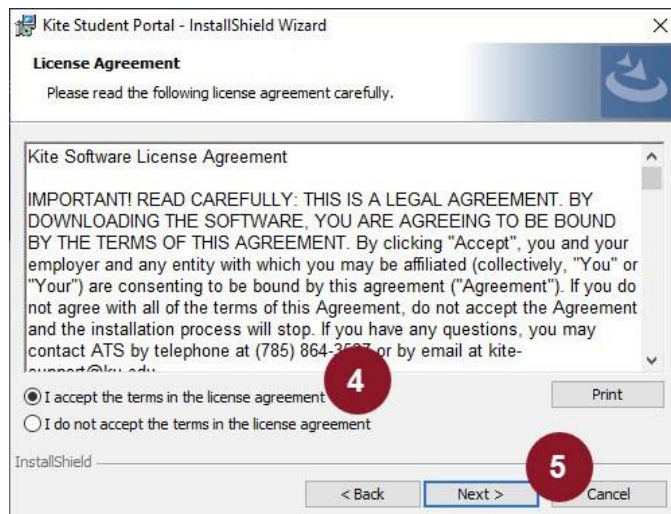 Kite Student Portal - InstallShield Wizard
License Agreement
Please read the following license agreement carefully.
Kite Software License Agreement
IMPORTANT! READ CAREFULLY: THIS IS A LEGAL AGREEMENT. BY
DOWNLOADING THE SOFTWARE, YOU ARE AGREEING TO BE BOUND
BY THE TERMS OF THIS AGREEMENT. By clicking "Accept", you and your
employer and any entity with which you may be affiliated (collectively, "You" or
"Your") are consenting to be bound by this agreement ("Agreement"). If you do
not agree with all of the terms of this Agreement, do not accept the Agreement
and the installation process will stop. If you have any questions, you may
contact ATS by telephone at (785) or by email at kite-
support@ku.edu
4
I accept the terms in the license agreement
Print
I do not accept the terms in the license agreement
InstallShield
5
< Back
Next >
Cancel